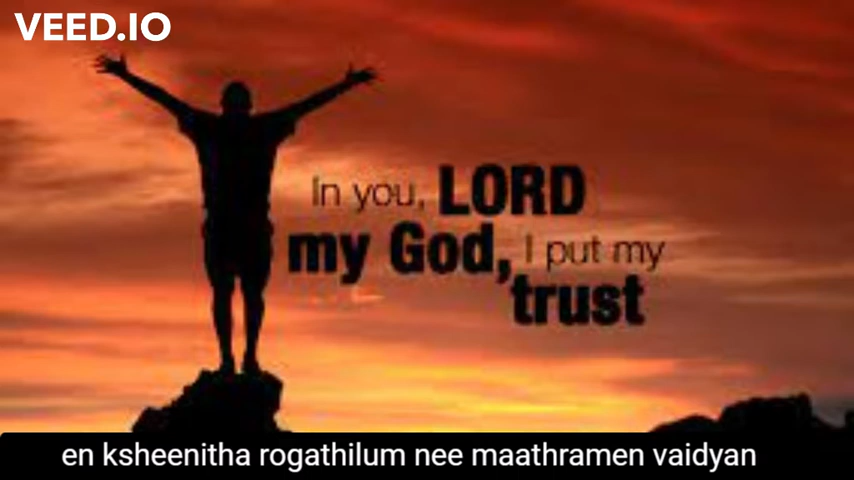 VEED.IO
In you, LORD
my God, I put my
trust
en ksheenitha rogathilum nee maathramen vaidyan